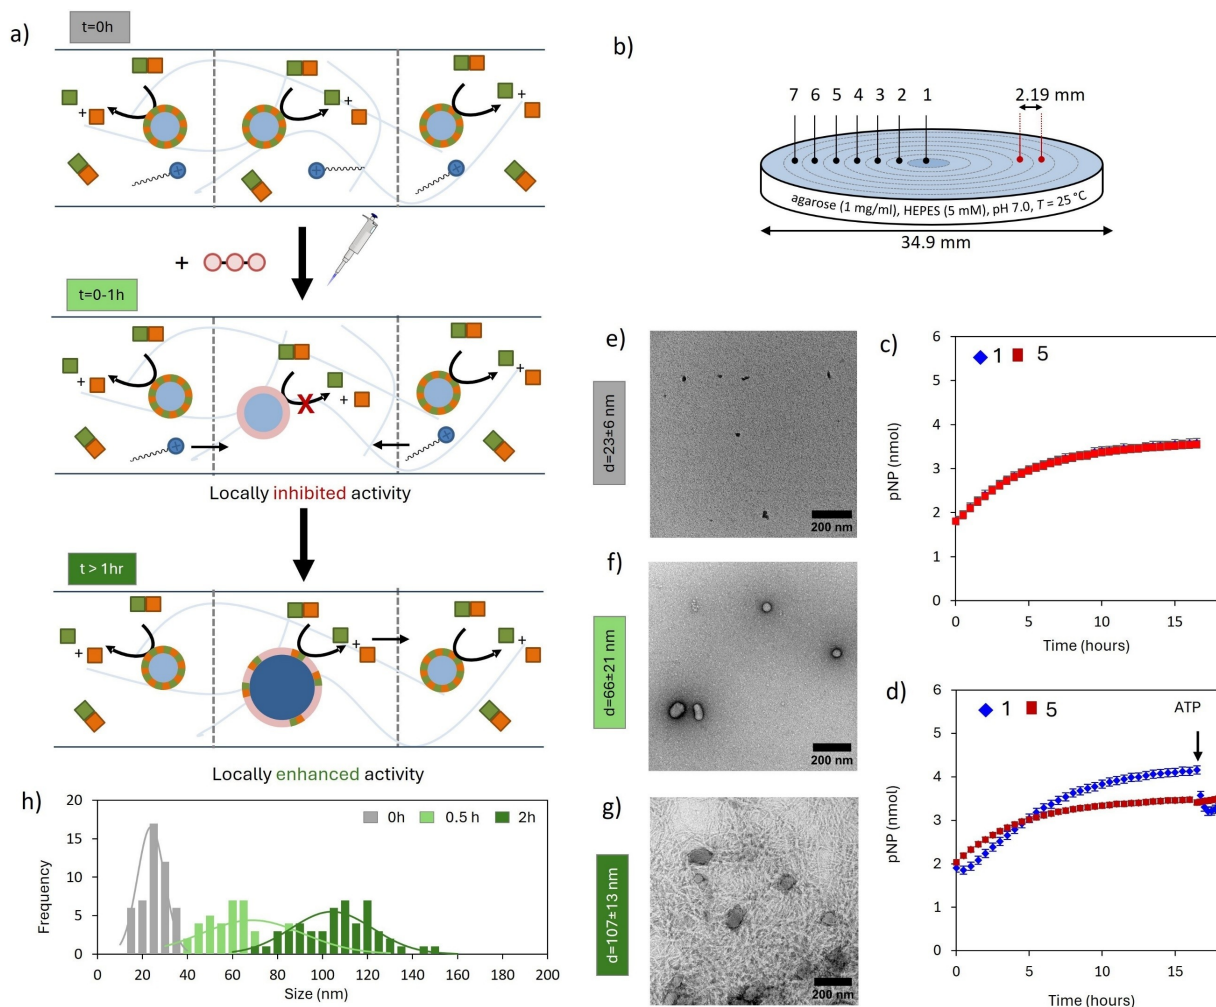 a)
t=0h
+
+
+
+
t=0-1h
+
+
X
+
Locally inhibited activity
t > 1hr
+
+
+
Locally enhanced activity
b)
7 6 5 4 3 2 1
2.19 mm
agarose (1 mg/ml), HEPES (5 mM), pH 7.0, T = 25 °C
34.9 mm
e)
d=23±6 nm
200 nm
c)
1 5
6
5
4
3
2
1
0
pNP (nmol)
0 5 10 15
Time (hours)
f)
d=66±21 nm
200 nm
d)
1 5
ATP
6
5
4
3
2
1
0
pNP (nmol)
0 5 10 15
Time (hours)
g)
d=107±13 nm
200 nm
h)
0h 0.5 h 2h
20
15
10
5
0
Frequency
0 20 40 60 80 100 120 140 160 180 200
Size (nm)